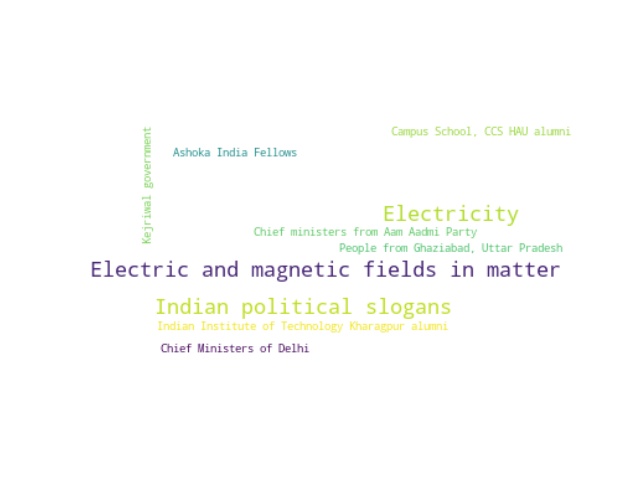 Campus School, CCS HAU alumni
Kejriwal government
Ashoka India Fellows
Electricity
Chief ministers from Aam Aadmi Party
People from Ghaziabad, Uttar Pradesh
Electric and magnetic fields in matter
Indian political slogans
Indian Institute of Technology Kharagpur alumni
Chief Ministers of Delhi